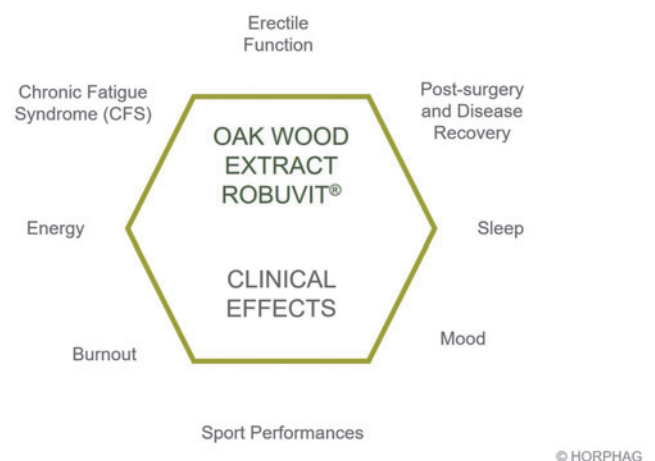 Erectile
Function
Chronic Fatigue
Syndrome (CFS)
Post-surgery
and Disease
Recovery
OAK WOOD
EXTRACT
ROBUVIT®
Energy
Sleep
CLINICAL
EFFECTS
Burnout
Mood
Sport Performances
© HORPHAG